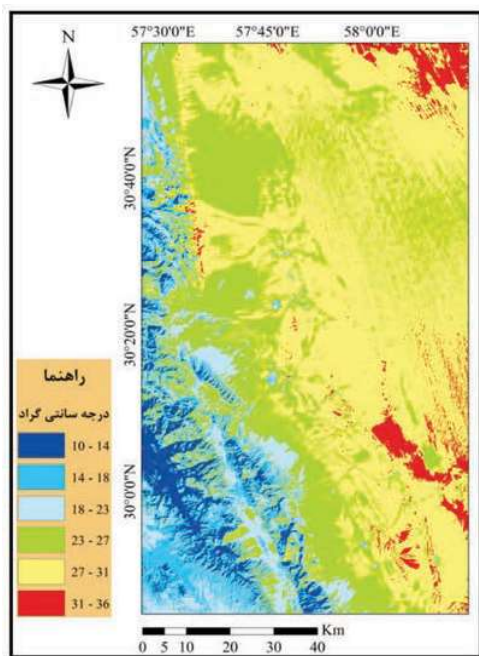 N
57°30'0"E
57°45'0"E
58°0'0"E
30°40'0"N
30°20'0"N
30°0'0"N
راهنما
درجه سانتی گراد
10 - 14
14 - 18
18 - 23
23 - 27
27 - 31
31 - 36
Km
0 5 10 20 30 40